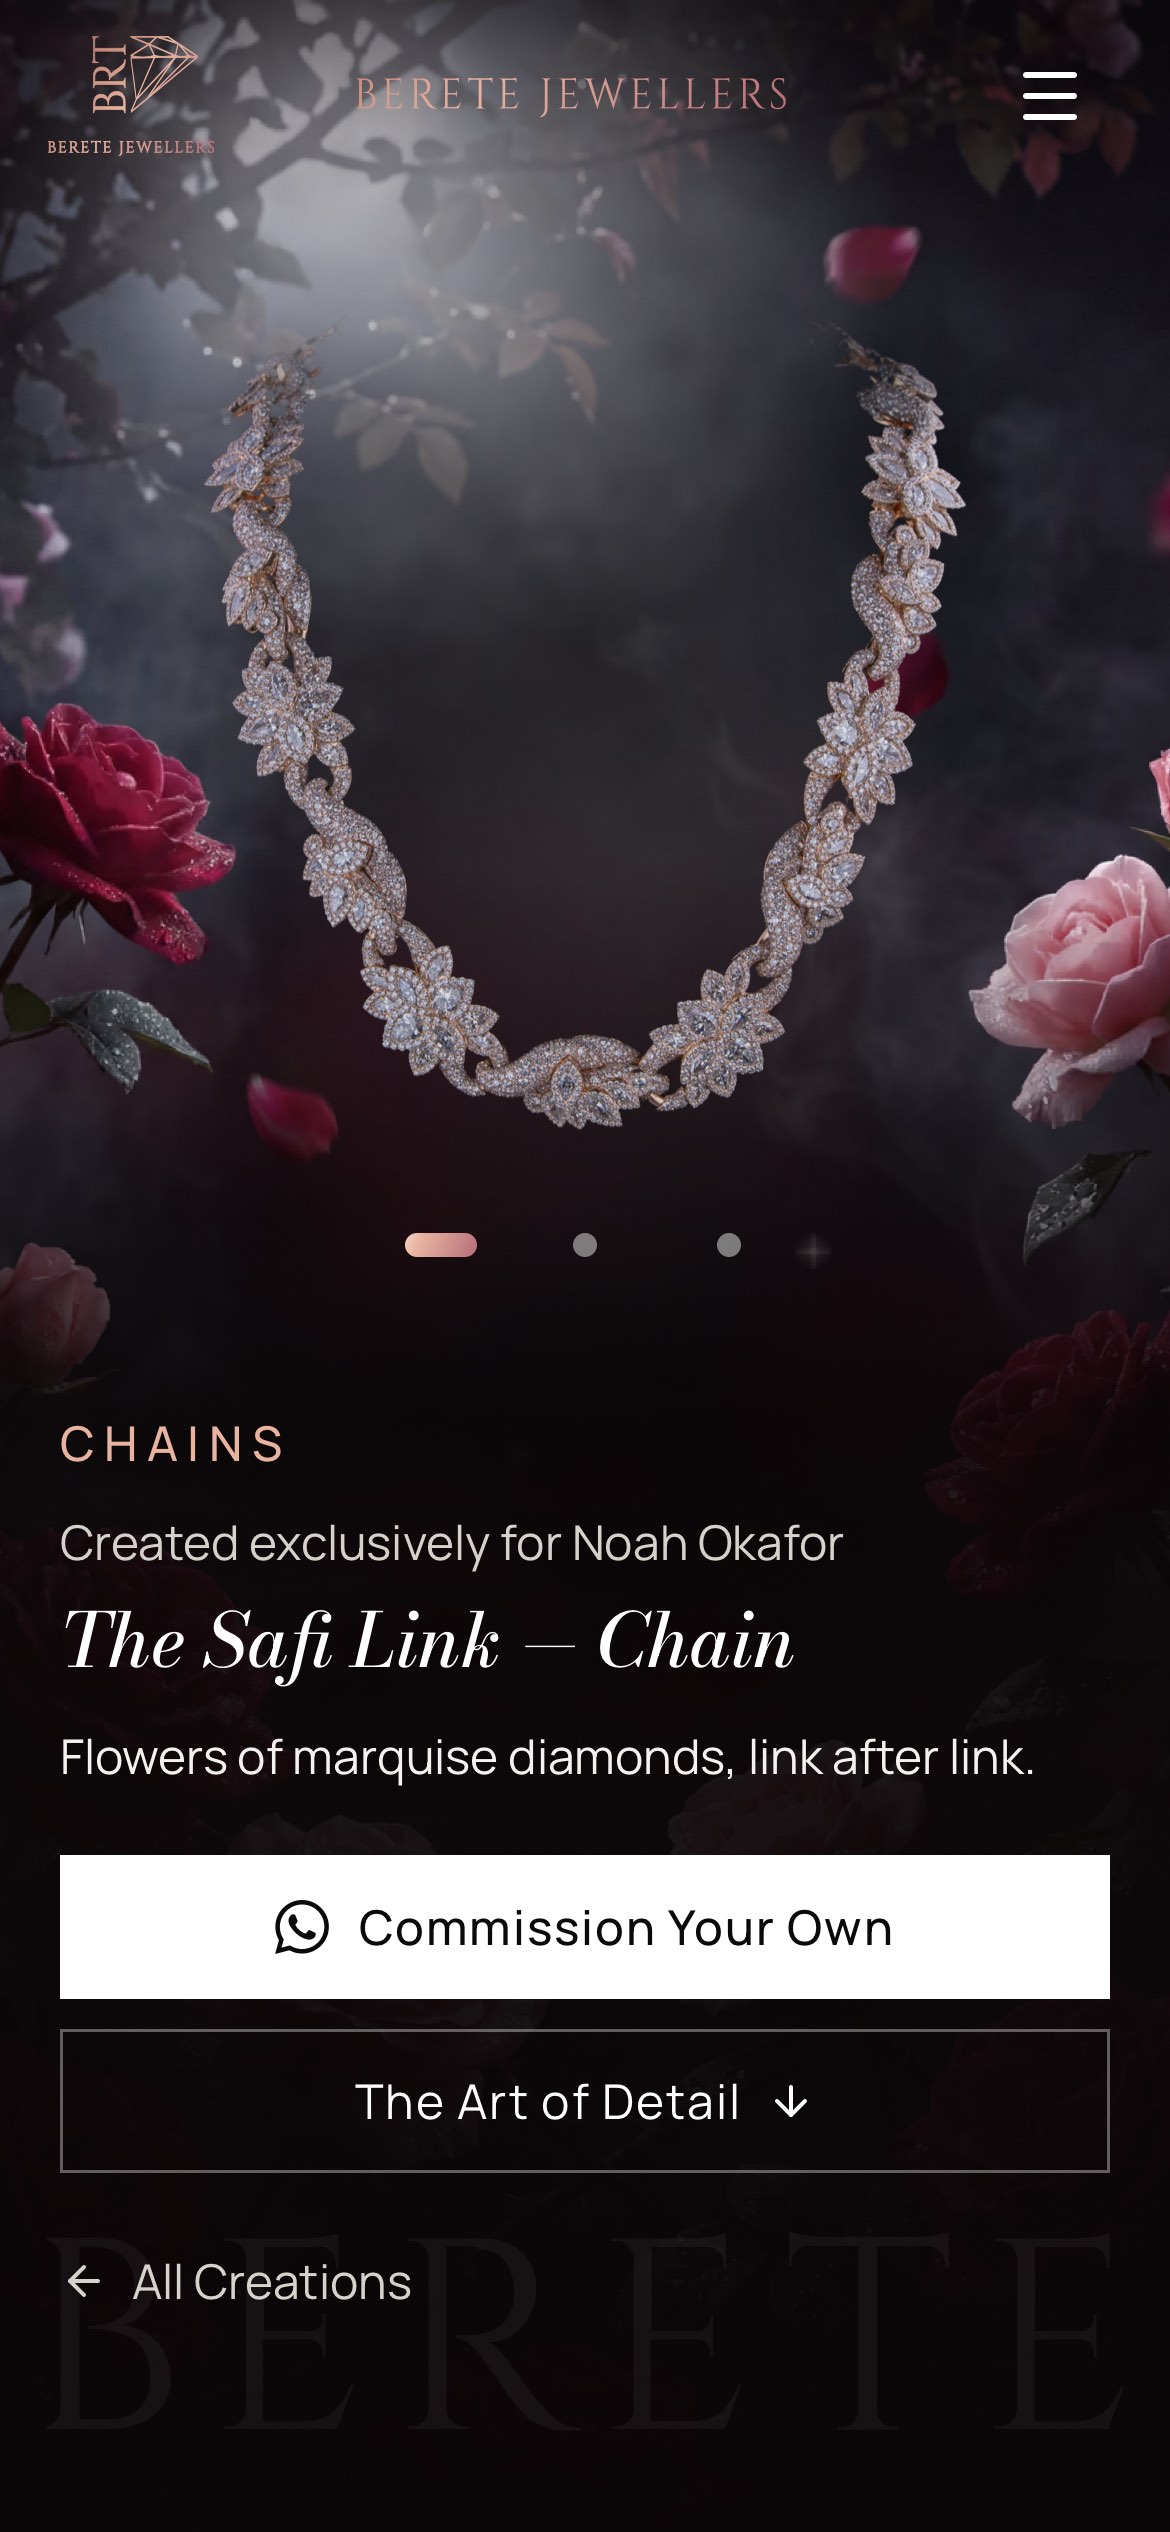 BRT
BERETE JEWELLERS
BERETE JEWELLERS
CHAINS
Created exclusively for Noah Okafor
The Safi Link — Chain
Flowers of marquise diamonds, link after link.
Commission Your Own
The Art of Detail ↓
← All Creations
BERETE